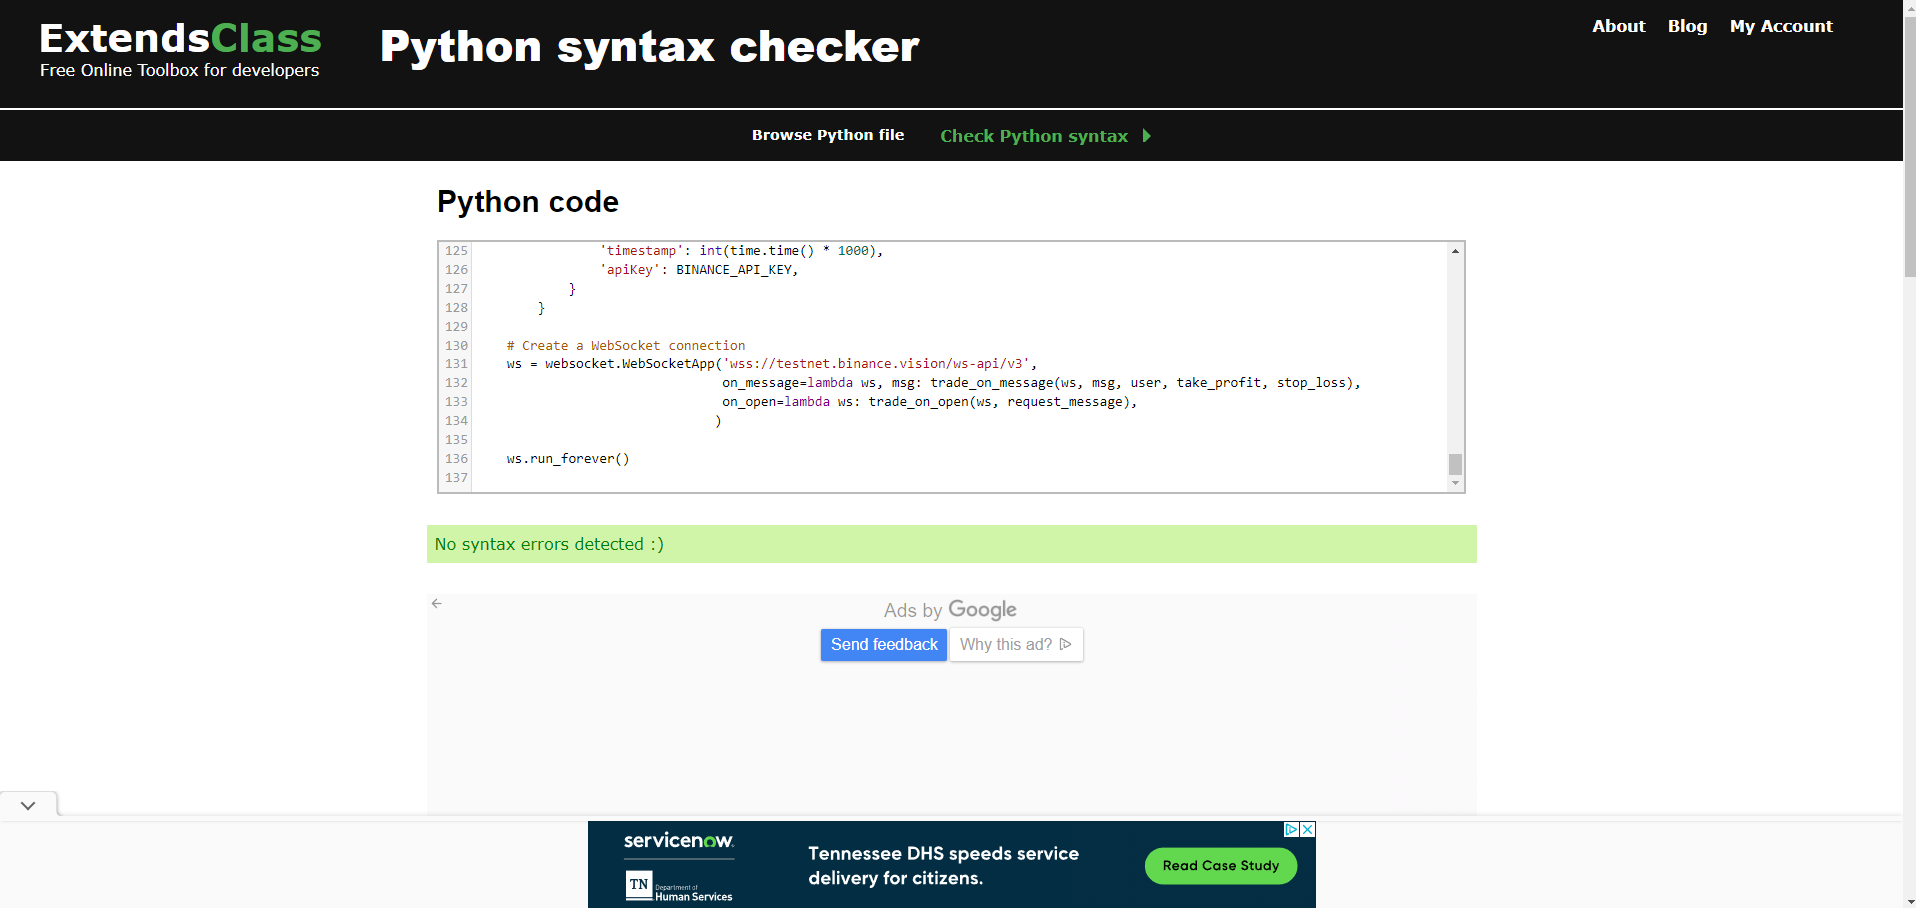 ExtendsClass
Free Online Toolbox for developers
Python syntax checker
About Blog My Account
Browse Python file Check Python syntax
Python code
125 'timestamp': int(time.time() * 1000),
126 'apiKey': BINANCE_API_KEY,
127 }
128 }
129
130 # Create a WebSocket connection
131 ws = websocket.WebSocketApp('wss://testnet.binance.vision/ws-api/v3',
132 on_message=lambda ws, msg: trade_on_message(ws, msg, user, take_profit, stop_loss),
133 on_open=lambda ws: trade_on_open(ws, request_message),
134 )
135
136 ws.run_forever()
137
No syntax errors detected :)
Ads by Google
Send feedback Why this ad?
servicenow
TN Department of
Human Services
Tennessee DHS speeds service
delivery for citizens.
Read Case Study